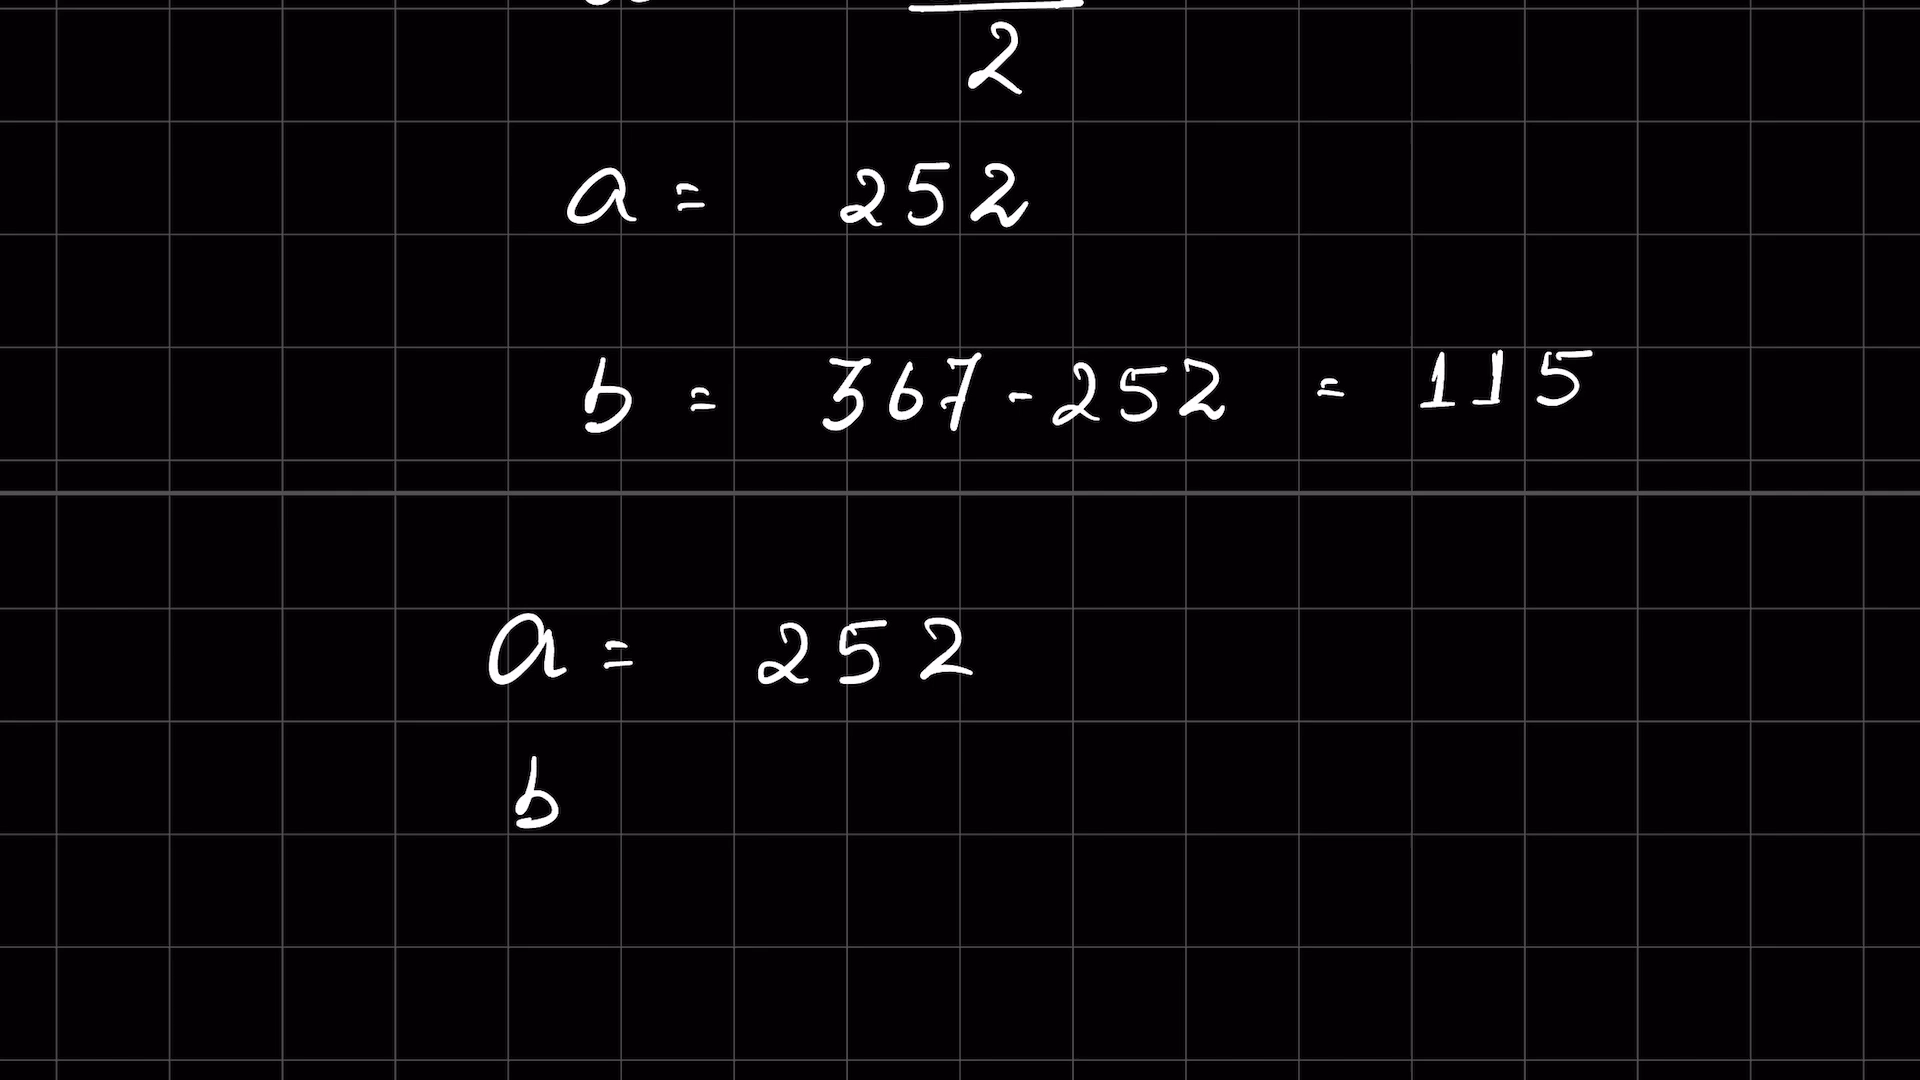 2
a = 252
b = 367 - 252 = 115
a = 252
b